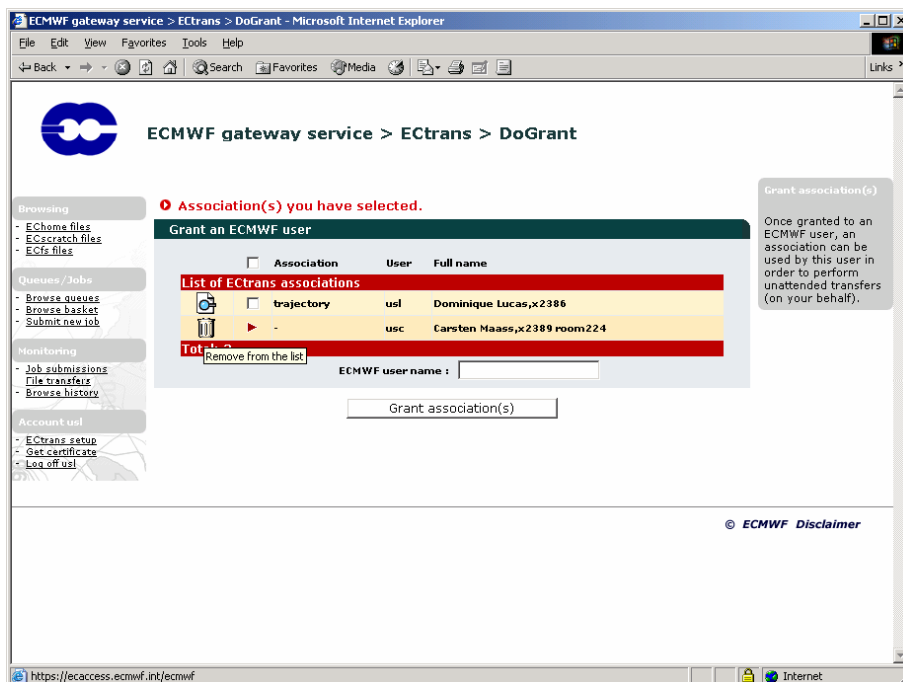 ECMWF gateway service > ECtrans > DoGrant - Microsoft Internet Explorer
File Edit View Favorites Tools Help
Back Search Favorites Media Links
ECMWF gateway service > ECtrans > DoGrant
Grant association(s)
Once granted to an
ECMWF user, an
association can be
used by this user in
order to perform
unattended transfers
(on your behalf).
Browsing
- EChome files
- ECscratch files
- ECfs files
Queues/Jobs
- Browse queues
- Browse basket
- Submit new job
Monitoring
- Job submissions
File transfers
- Browse history
Account usl
- ECtrans setup
- Get certificate
- Log off usl
Association(s) you have selected.
Grant an ECMWF user
Association User Full name
List of ECtrans associations
trajectory usl Dominique Lucas,x2386
- usc Carsten Maass,x2389 room224
Remove from the list
ECMWF user name :
Grant association(s)
© ECMWF Disclaimer
https://ecaccess.ecmwf.int/ecmwf Internet